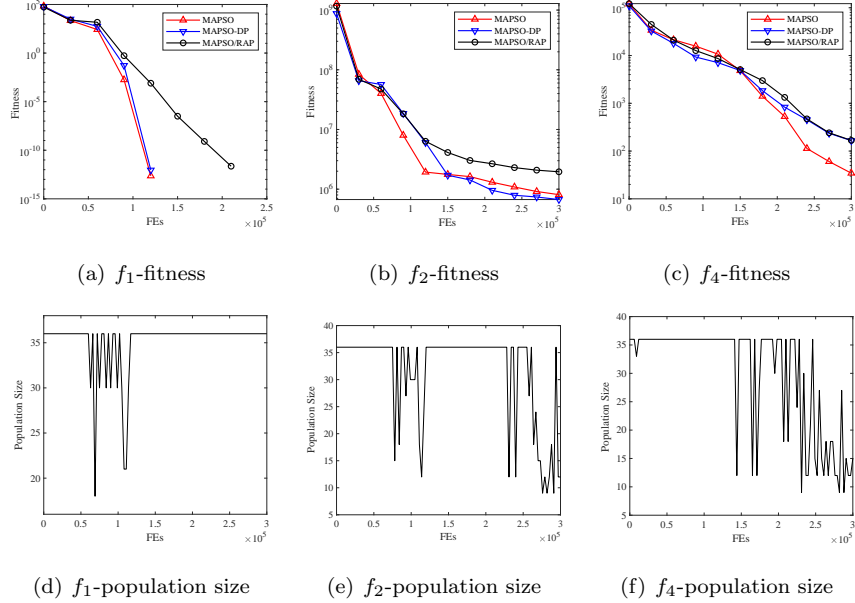 MAPSO
MAPSO-DP
MAPSO/RAP
10^5
10^0
10^-5
10^-10
10^-15
Fitness
0 0.5 1 1.5 2 2.5
FEs
×10^5
(a) f1-fitness
MAPSO
MAPSO-DP
MAPSO/RAP
10^9
10^8
10^7
10^6
Fitness
0 0.5 1 1.5 2 2.5 3
FEs
×10^5
(b) f2-fitness
MAPSO
MAPSO-DP
MAPSO/RAP
10^5
10^4
10^3
10^2
10^1
Fitness
0 0.5 1 1.5 2 2.5 3
FEs
×10^5
(c) f4-fitness
35
30
25
20
Population Size
0 0.5 1 1.5 2 2.5 3
FEs
×10^5
(d) f1-population size
40
35
30
25
20
15
10
5
Population Size
0 0.5 1 1.5 2 2.5 3
FEs
×10^5
(e) f2-population size
40
35
30
25
20
15
10
5
Population Size
0 0.5 1 1.5 2 2.5 3
FEs
×10^5
(f) f4-population size